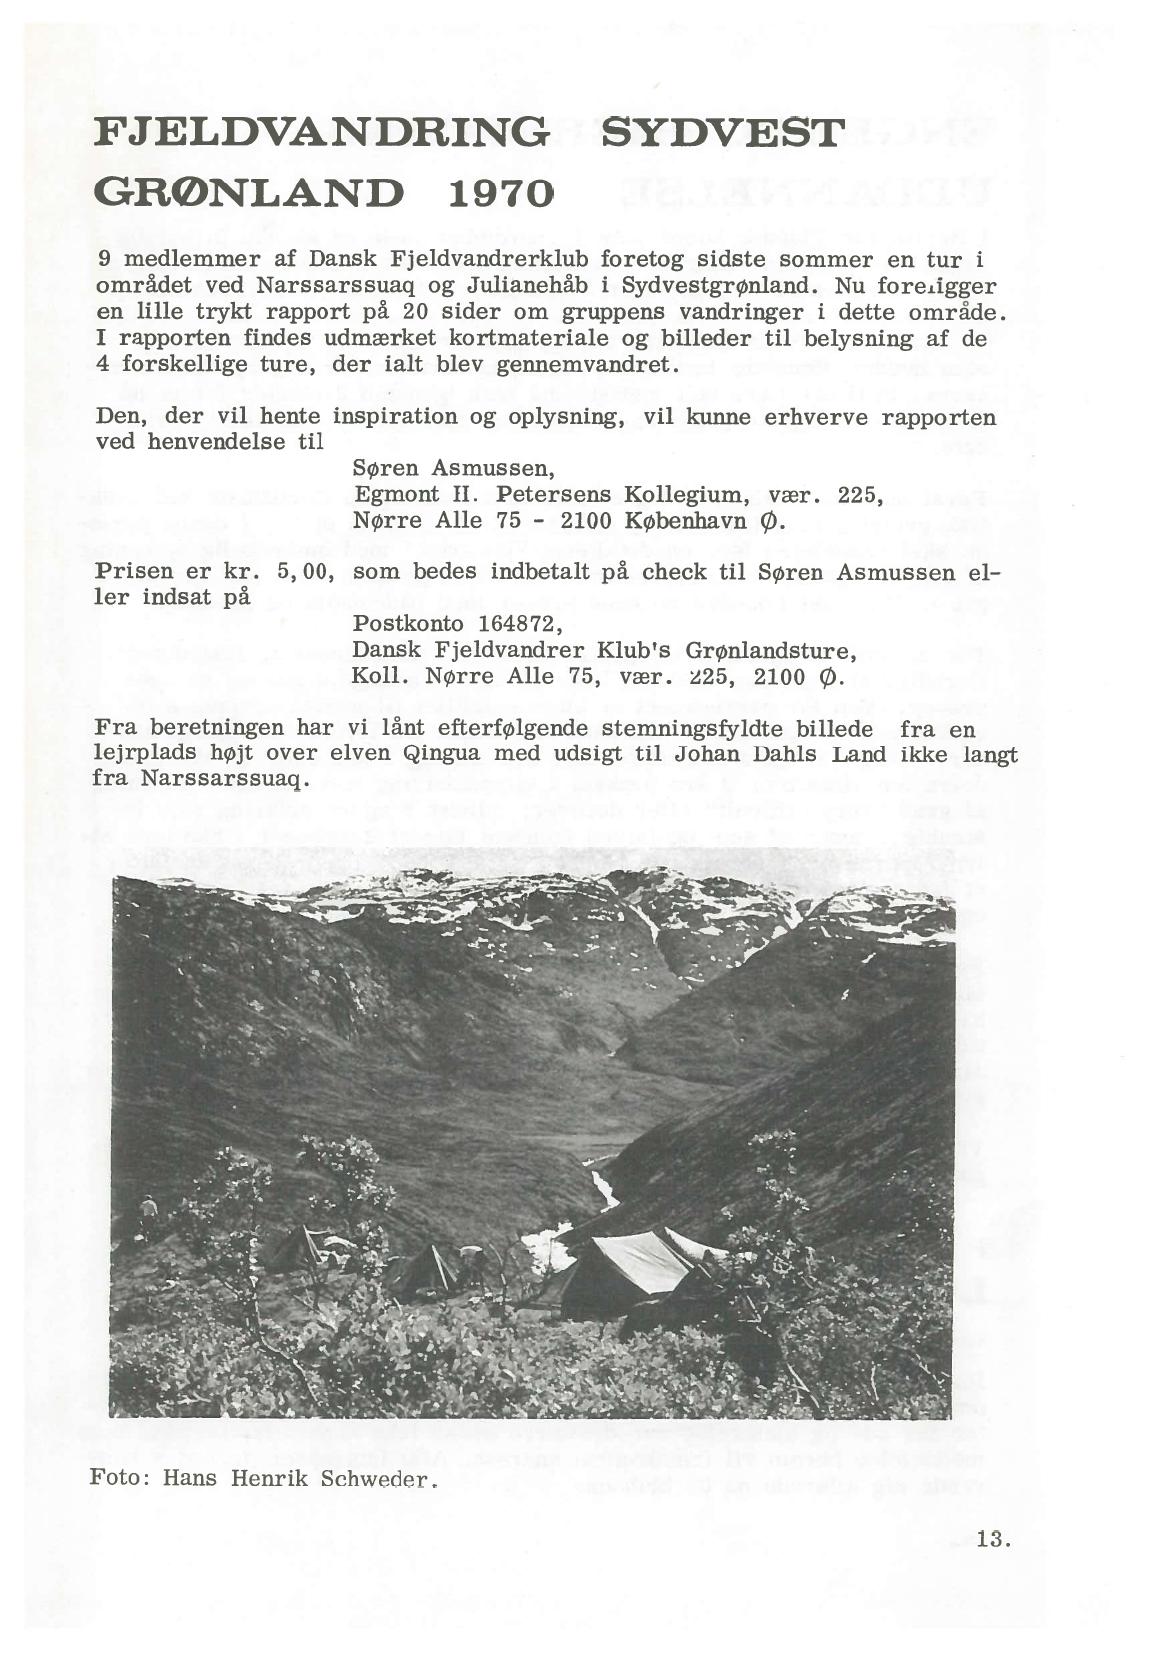 FJELDVANDRING SYDVEST
GRØNLAND 1970
9 medlemmer af Dansk Fjeldvandrerklub foretog sidste sommer en tur i
området ved Narssarssuaq og Julianehåb i Sydvestgrønland. Nu foreligger
en lille trykt rapport på 20 sider om gruppens vandringer i dette område.
I rapporten findes udmærket kortmateriale og billeder til belysning af de
4 forskellige ture, der ialt blev gennemvandret.
Den, der vil hente inspiration og oplysning, vil kunne erhverve rapporten
ved henvendelse til
Søren Asmussen,
Egmont II. Petersens Kollegium, vær. 225,
Nørre Alle 75 - 2100 København Ø.
Prisen er kr. 5,00, som bedes indbetalt på check til Søren Asmussen el-
ler indsat på
Postkonto 164872,
Dansk Fjeldvandrer Klub's Grønlandsture,
Koll. Nørre Alle 75, vær. 225, 2100 Ø.
Fra beretningen har vi lånt efterfølgende stemningsfyldte billede fra en
lejrplads højt over elven Qingua med udsigt til Johan Dahls Land ikke langt
fra Narssarssuaq.
Foto: Hans Henrik Schweder.
13.